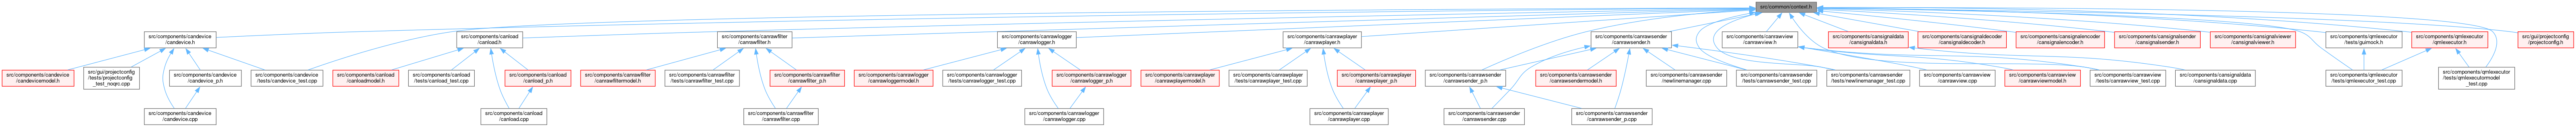 src/common/context.h
src/components/candevice
/candevice.h
src/components/canload
/canload.h
src/components/canrawfilter
/canrawfilter.h
src/components/canrawlogger
/canrawlogger.h
src/components/canrawplayer
/canrawplayer.h
src/components/canrawsender
/canrawsender.h
src/components/canrawview
/canrawview.h
src/components/cansignaldata
/cansignaldata.h
src/components/cansignaldecoder
/cansignaldecoder.h
src/components/cansignalencoder
/cansignalencoder.h
src/components/cansignalsender
/cansignalsender.h
src/components/cansignalviewer
/cansignalviewer.h
src/components/qmlexecutor
/tests/guimock.h
src/components/qmlexecutor
/qmlexecutor.h
src/gui/projectconfig
/projectconfig.h
src/components/candevice
/candevicemodel.h
src/gui/projectconfig
/tests/projectconfig
_test_noqrc.cpp
src/components/candevice
/candevice_p.h
src/components/candevice
/tests/candevice_test.cpp
src/components/canload
/canloadmodel.h
src/components/canload
/tests/canload_test.cpp
src/components/canload
/canload_p.h
src/components/canrawfilter
/canrawfiltermodel.h
src/components/canrawfilter
/tests/canrawfilter_test.cpp
src/components/canrawfilter
/canrawfilter_p.h
src/components/canrawlogger
/canrawloggermodel.h
src/components/canrawlogger
/tests/canrawlogger_test.cpp
src/components/canrawlogger
/canrawlogger_p.h
src/components/canrawplayer
/canrawplayermodel.h
src/components/canrawplayer
/tests/canrawplayer_test.cpp
src/components/canrawplayer
/canrawplayer_p.h
src/components/canrawsender
/canrawsender_p.h
src/components/canrawsender
/canrawsendermodel.h
src/components/canrawsender
/newlinemanager.cpp
src/components/canrawsender
/tests/canrawsender_test.cpp
src/components/canrawsender
/tests/newlinemanager_test.cpp
src/components/canrawview
/canrawview.cpp
src/components/canrawview
/canrawviewmodel.h
src/components/canrawview
/tests/canrawview_test.cpp
src/components/cansignaldata
/cansignaldata.cpp
src/components/qmlexecutor
/tests/qmlexecutor_test.cpp
src/components/qmlexecutor
/tests/qmlexecutormodel
_test.cpp
src/components/candevice
/candevice.cpp
src/components/canload
/canload.cpp
src/components/canrawfilter
/canrawfilter.cpp
src/components/canrawlogger
/canrawlogger.cpp
src/components/canrawplayer
/canrawplayer.cpp
src/components/canrawsender
/canrawsender.cpp
src/components/canrawsender
/canrawsender_p.cpp